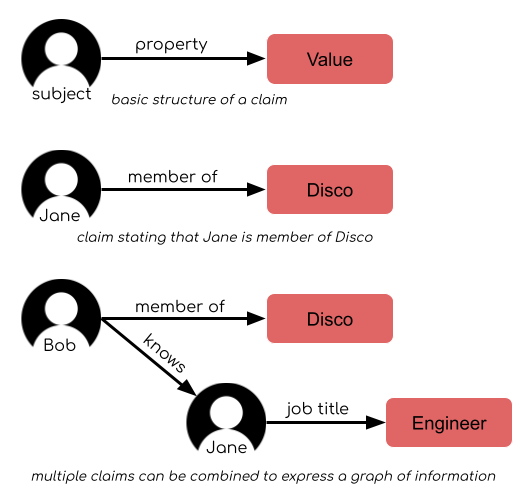 property
Value
subject
basic structure of a claim
member of
Disco
Jane
claim stating that Jane is member of Disco
member of
Disco
Bob
knows
job title
Engineer
Jane
multiple claims can be combined to express a graph of information